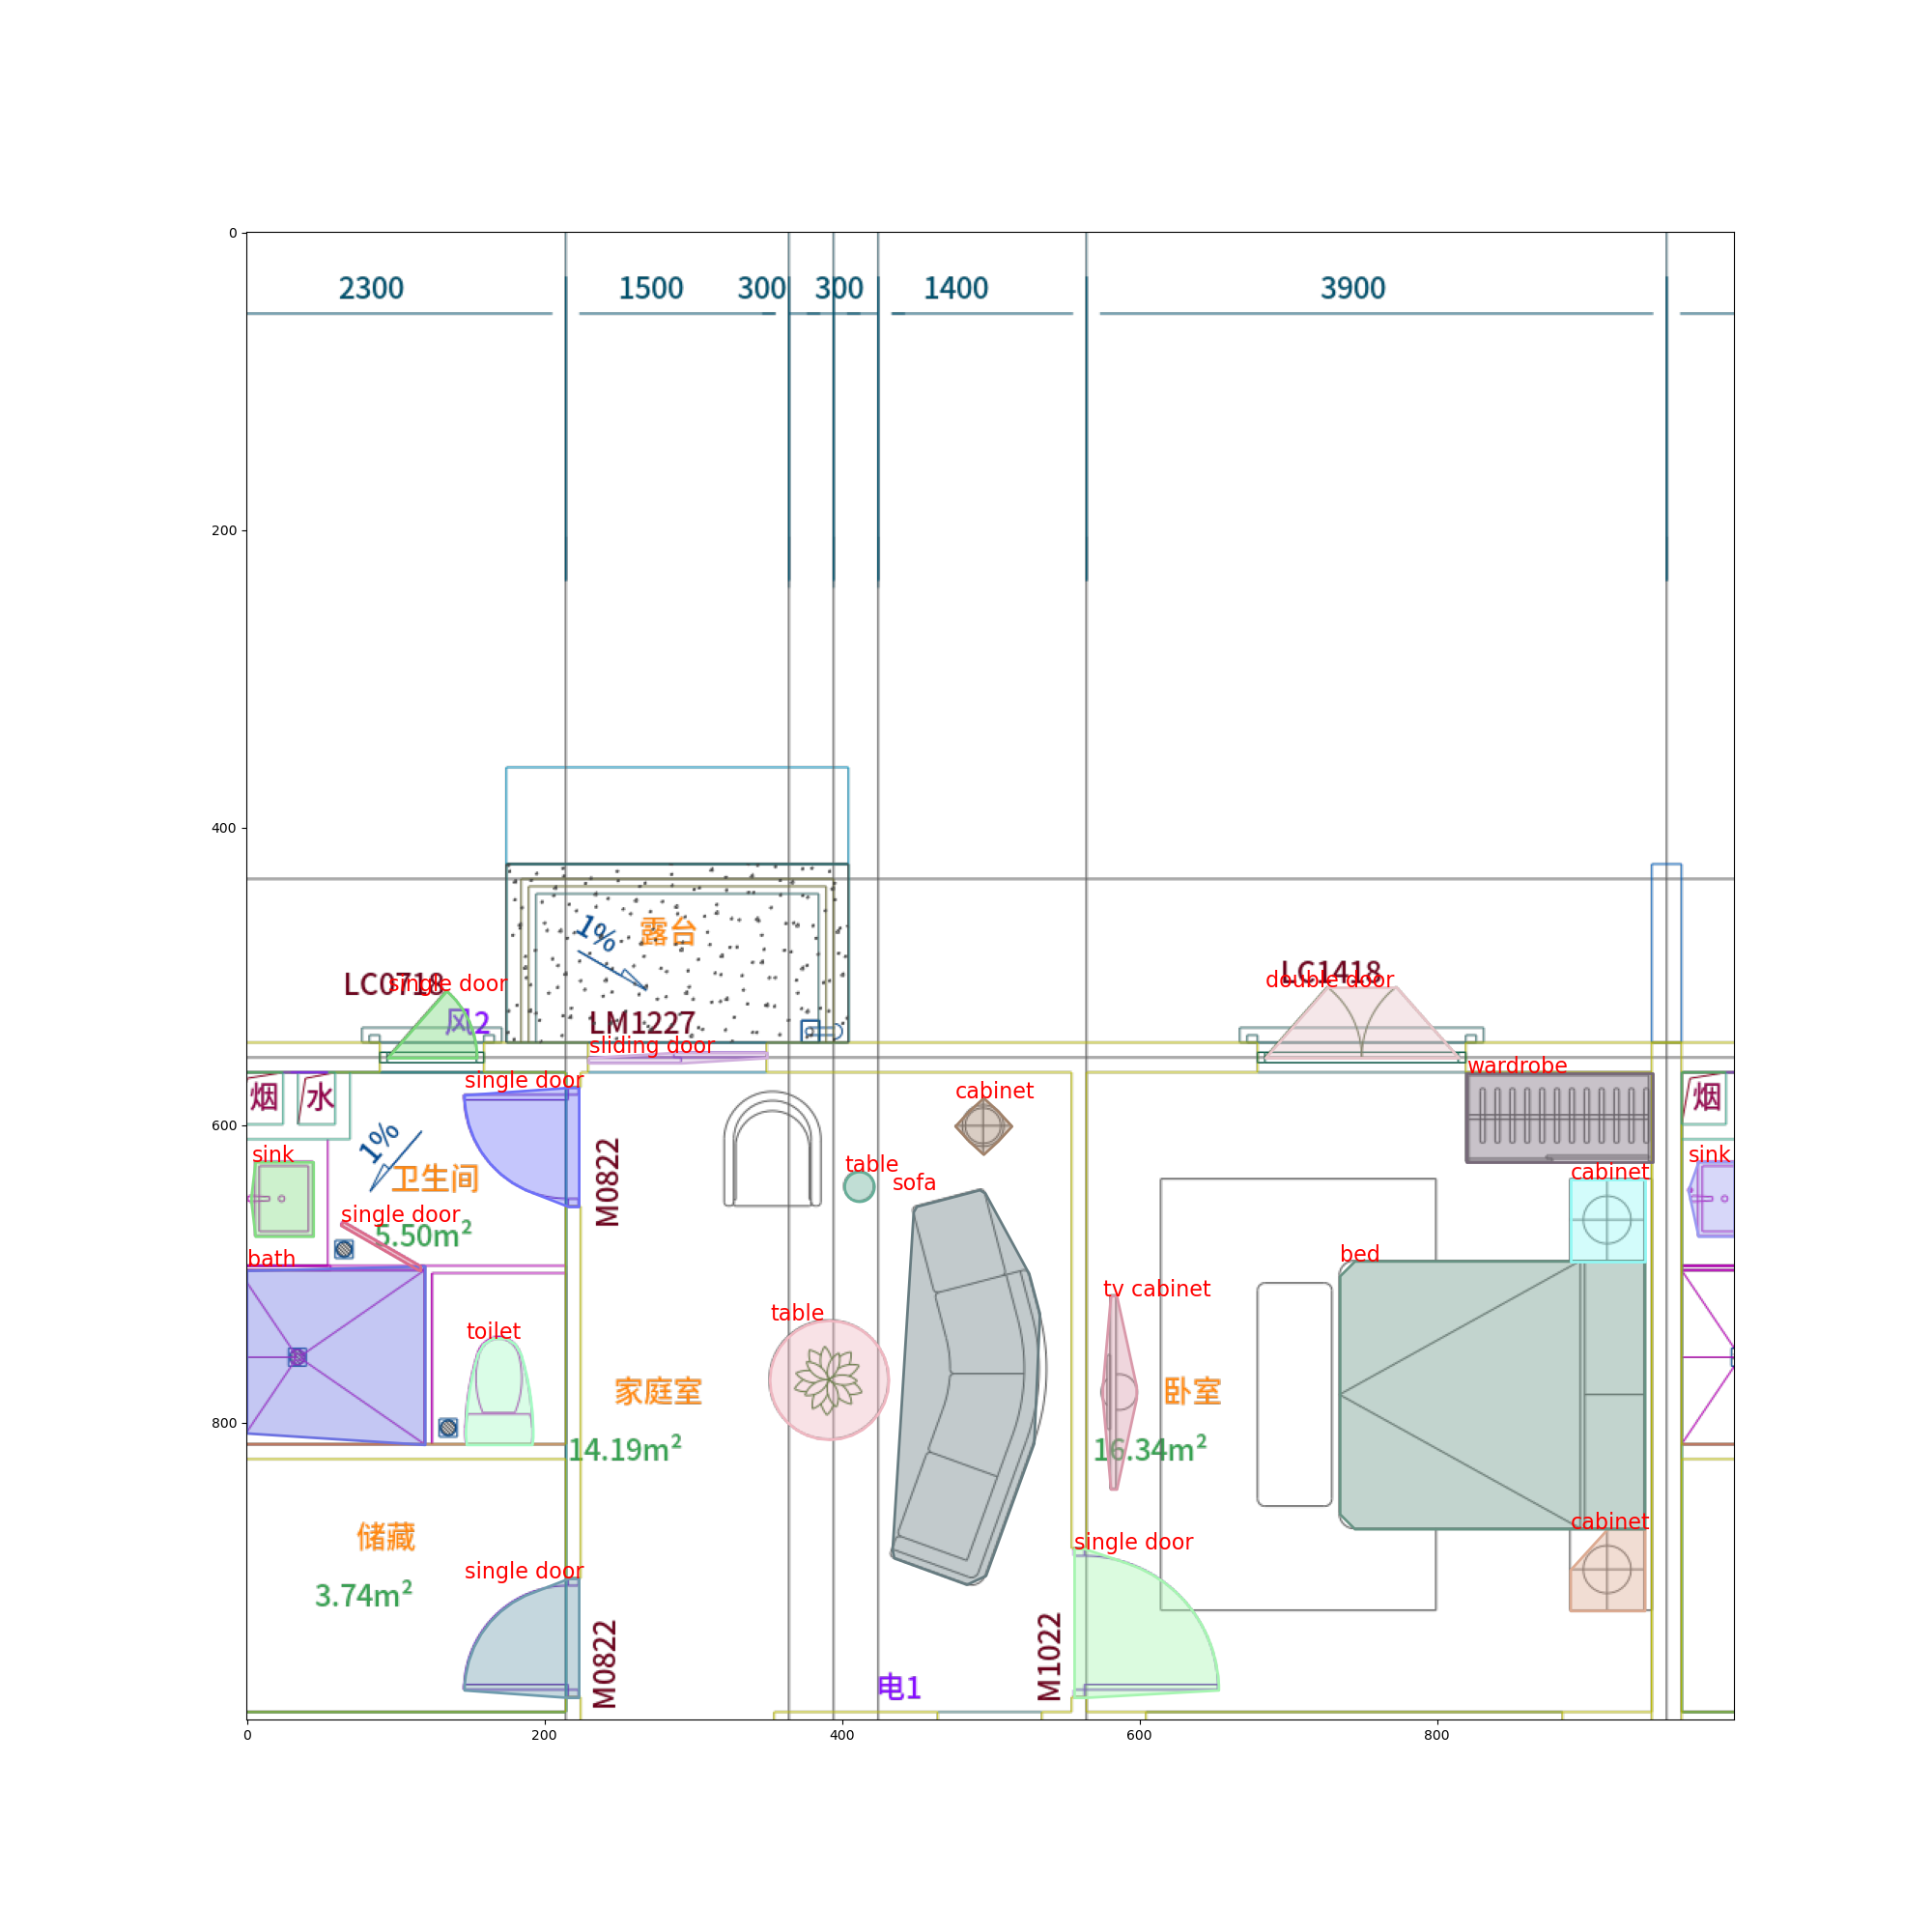 0
2300 1500 300 300 1400 3900
200
400
露台
1%
LC0718
single door
风2
LM1227
sliding door
LC1418
double door
wardrobe
single door
烟
水
cabinet
烟
600
1%
卫生间
sink
M0822
table
sofa
cabinet
sink
single door
5.50m²
bath
bed
tv cabinet
table
toilet
家庭室
卧室
800
14.19m²
16.34m²
储藏
cabinet
single door
single door
3.74m²
M0822
M1022
电1
0
200
400
600
800